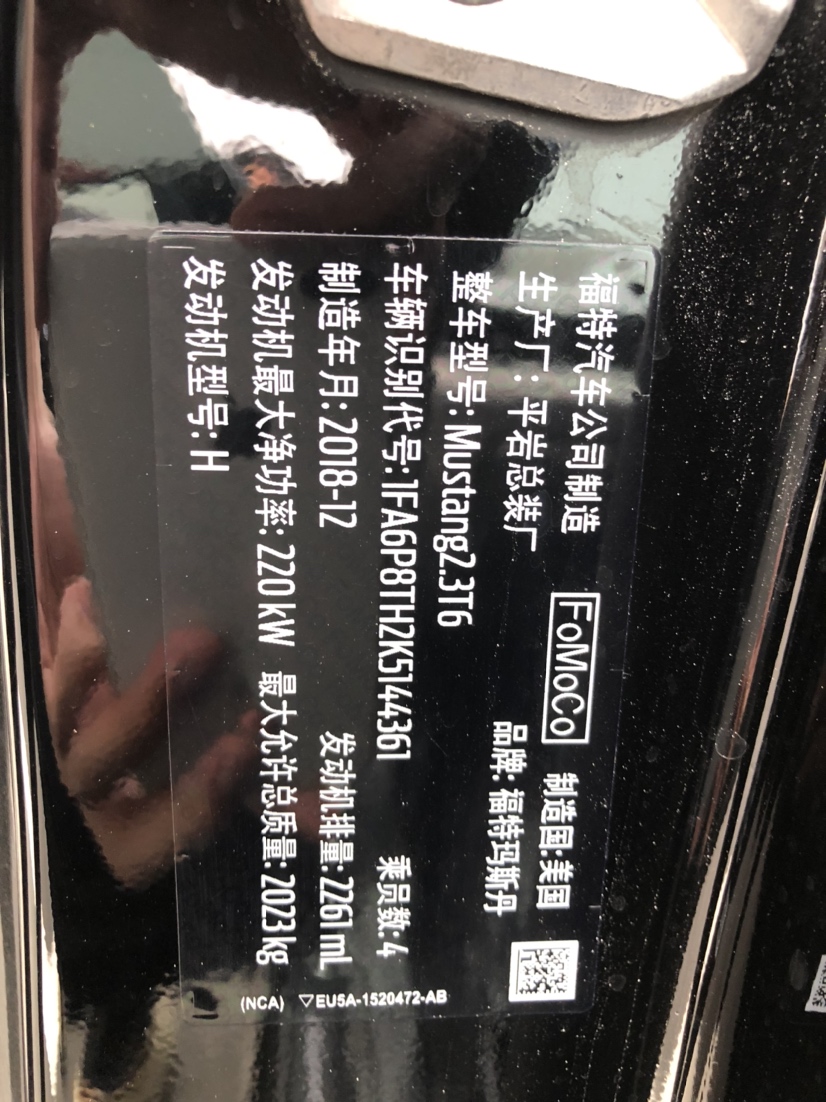 福特汽车公司制造 FoMoCo 制造国:美国
生产厂:平岩总装厂 品牌:福特玛斯丹
整车型号:Mustang2.3T6
车辆识别代号:1FA6P8TH2K5144361 乘员数:4
制造年月:2018-12 发动机排量:2261mL
发动机最大净功率:220kW 最大允许总质量:2023kg
发动机型号:H
(NCA) ▽EU5A-1520472-AB